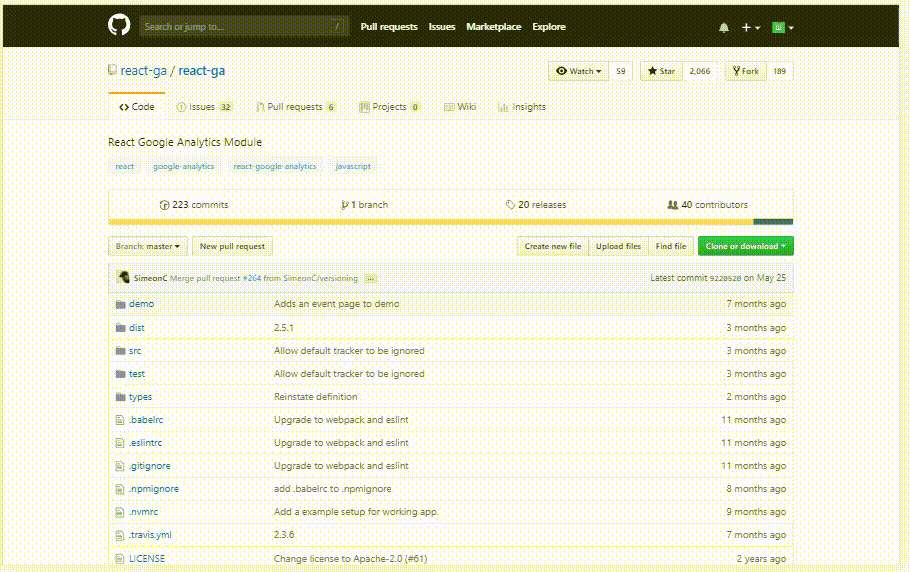 Search or jump to... / Pull requests Issues Marketplace Explore
react-ga / react-ga Watch 59 Star 2,066 Fork 189
Code Issues 32 Pull requests 6 Projects 0 Wiki Insights
React Google Analytics Module
react google-analytics react-google-analytics javascript
223 commits 1 branch 20 releases 40 contributors
Branch: master New pull request Create new file Upload files Find file Clone or download
SimeonC Merge pull request #264 from SimeonC/versioning ... Latest commit on May 25
demo Adds an event page to demo 7 months ago
dist 2.5.1 3 months ago
src Allow default tracker to be ignored 3 months ago
test Allow default tracker to be ignored 3 months ago
types Reinstate definition 2 months ago
.babelrc Upgrade to webpack and eslint 11 months ago
.eslintrc Upgrade to webpack and eslint 11 months ago
.gitignore Upgrade to webpack and eslint 11 months ago
.npmignore add .babelrc to .npmignore 8 months ago
.nvmrc Add a example setup for working app. 9 months ago
.travis.yml 2.3.6 7 months ago
LICENSE Change license to Apache-2.0 (#61) 2 years ago